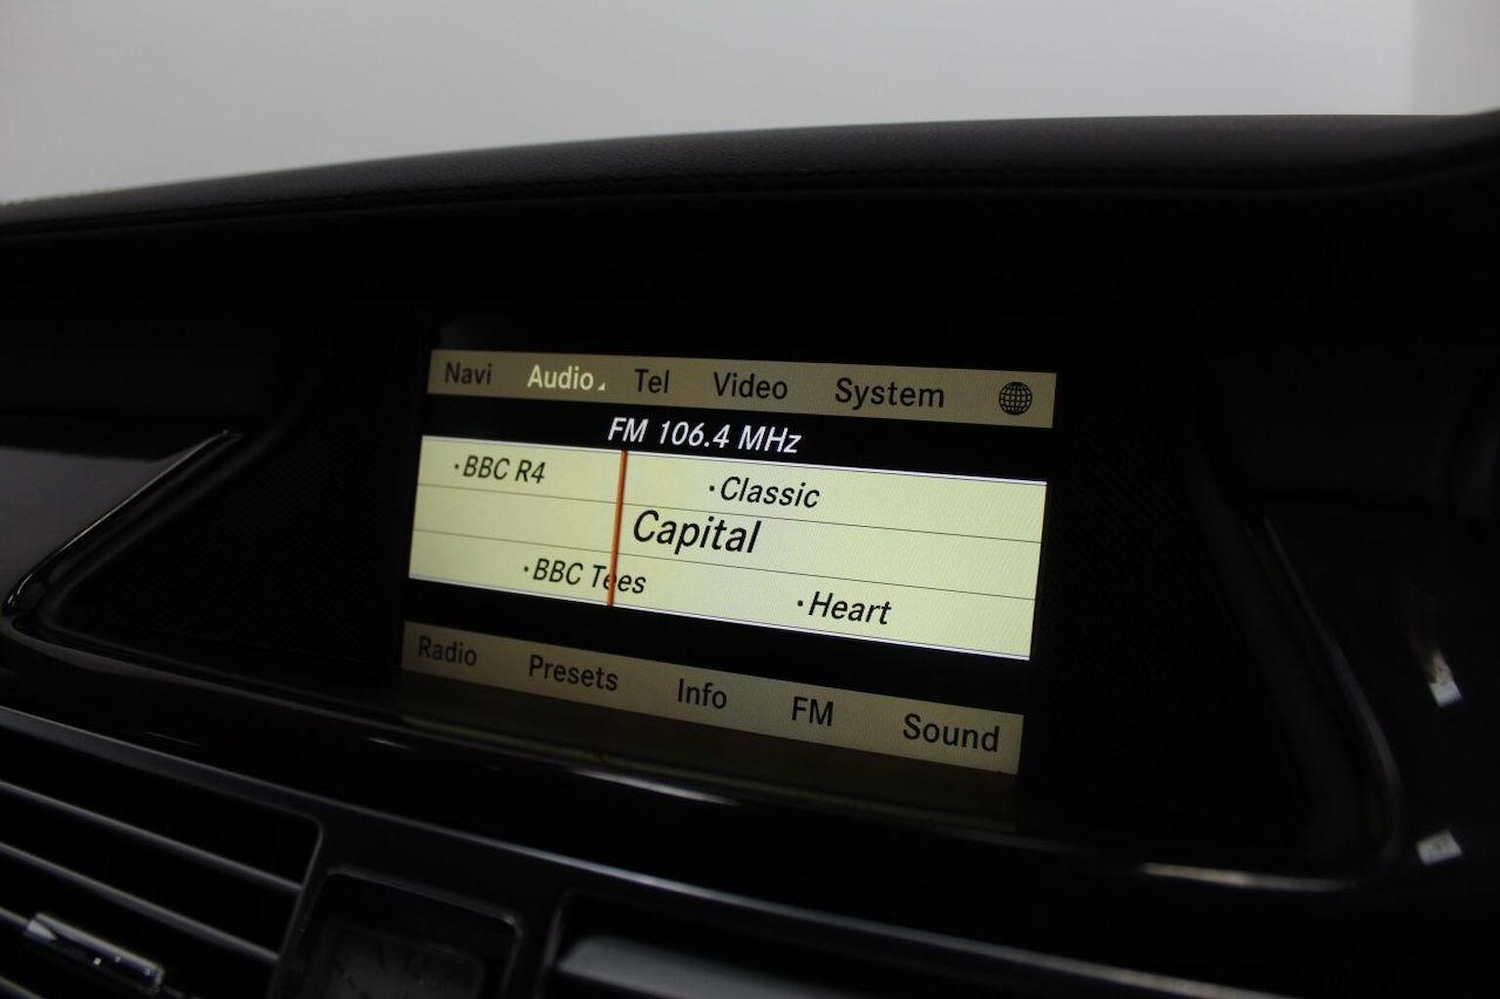 Navi Audio Tel Video System
FM 106.4 MHz
·BBC R4 ·Classic
Capital
·BBC Tees ·Heart
Radio Presets Info FM Sound